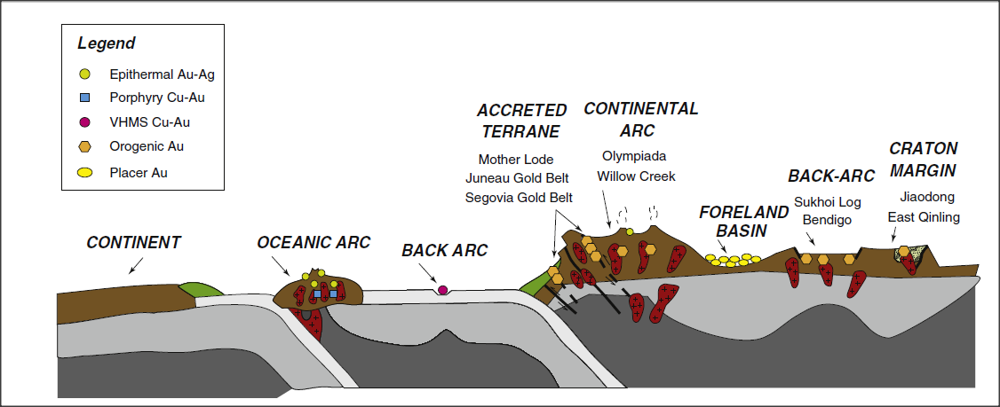 Legend
Epithermal Au-Ag
Porphyry Cu-Au
VHMS Cu-Au
Orogenic Au
Placer Au
CONTINENT
OCEANIC ARC
BACK ARC
ACCRETED
TERRANE
Mother Lode
Juneau Gold Belt
Segovia Gold Belt
CONTINENTAL
ARC
Olympiada
Willow Creek
FORELAND
BASIN
BACK-ARC
Sukhoi Log
Bendigo
CRATON
MARGIN
Jiaodong
East Qinling